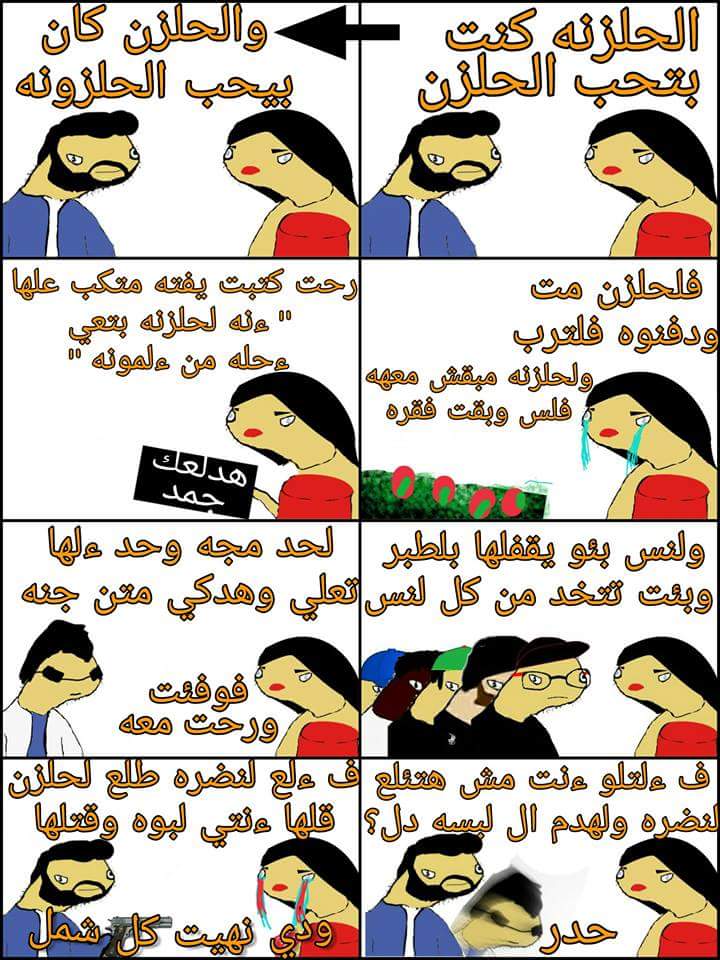 الحلزنه كنت
بتحب الحلزن
والحلزن كان
بيحب الحلزونه
فلحلزن مت
ودفنوه فلترب
ولحلزنه مبقش معهه
فلس وبقت فقره
رحت كتبت يفته متكب علها
" ءنه لحلزنه بتعي
ءحله من ءلمونه "
هدلعك
جمد
ولنس بئو يقفلها بلطبر
وبئت تتخد من كل لنس
لحد مجه وحد ءلها
تعلي وهدكي متن جنه
فوفئت
ورحت معه
ف ءلتلو ءنت مش هتئلع
لنضره ولهدم ال لبسه دل؟
حدر
ف ءلع لنضره طلع لحلزن
قلها ءنتي لبوه وقتلها
ودي نهيت كل شمل